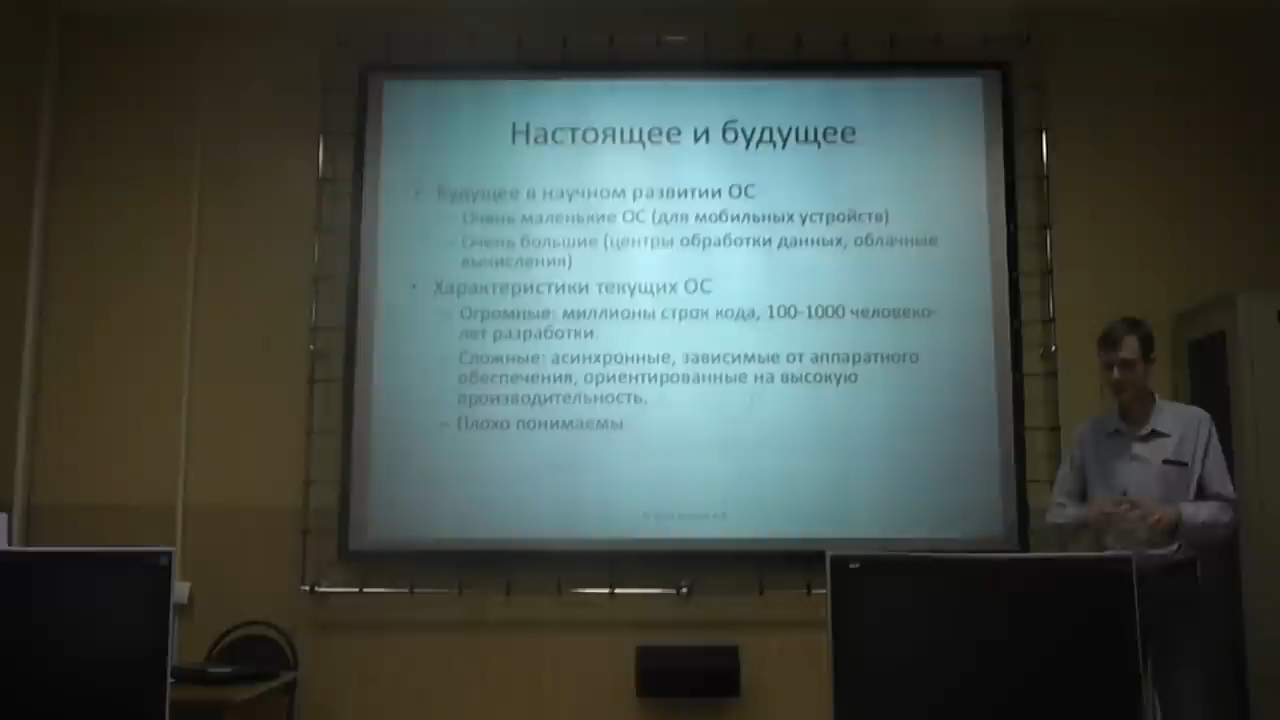 Настоящее и будущее
• Будущее в научном развитии ОС
– Очень маленькие ОС (для мобильных устройств)
– Очень большие (центры обработки данных, облачные
вычисления)
• Характеристики текущих ОС
– Огромные: миллионы строк кода, 100-1000 человеко-
лет разработки.
– Сложные: асинхронные, зависимые от аппаратного
обеспечения, ориентированные на высокую
производительность.
– Плохо понимаемы